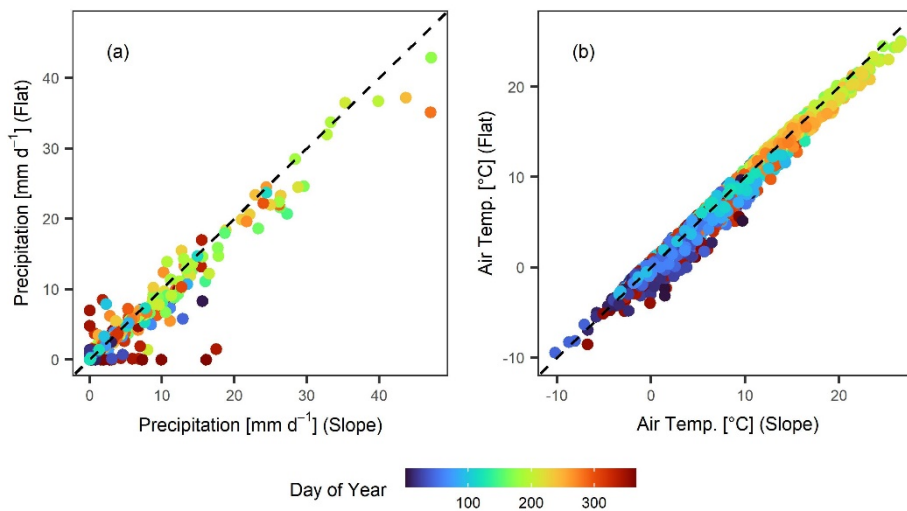 (a)
Precipitation [mm d⁻¹] (Flat)
40
30
20
10
0
0 10 20 30 40
Precipitation [mm d⁻¹] (Slope)
(b)
Air Temp. [°C] (Flat)
20
10
0
-10
-10 0 10 20
Air Temp. [°C] (Slope)
Day of Year
100 200 300